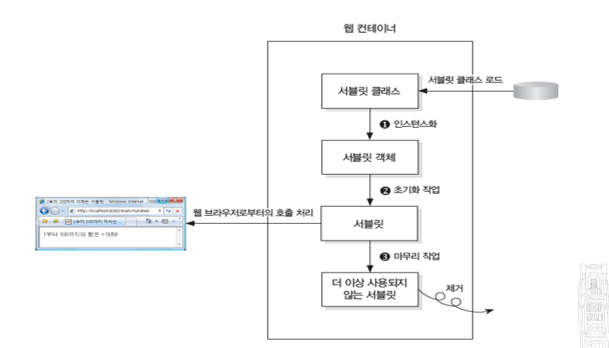 웹 컨테이너
서블릿 클래스 로드
서블릿 클래스
❶ 인스턴스화
서블릿 객체
❷ 초기화 작업
웹 브라우저로부터의 호출 처리
서블릿
1부터 100까지의 합은 = 5050
❸ 마무리 작업
더 이상 사용되지
않는 서블릿
제거